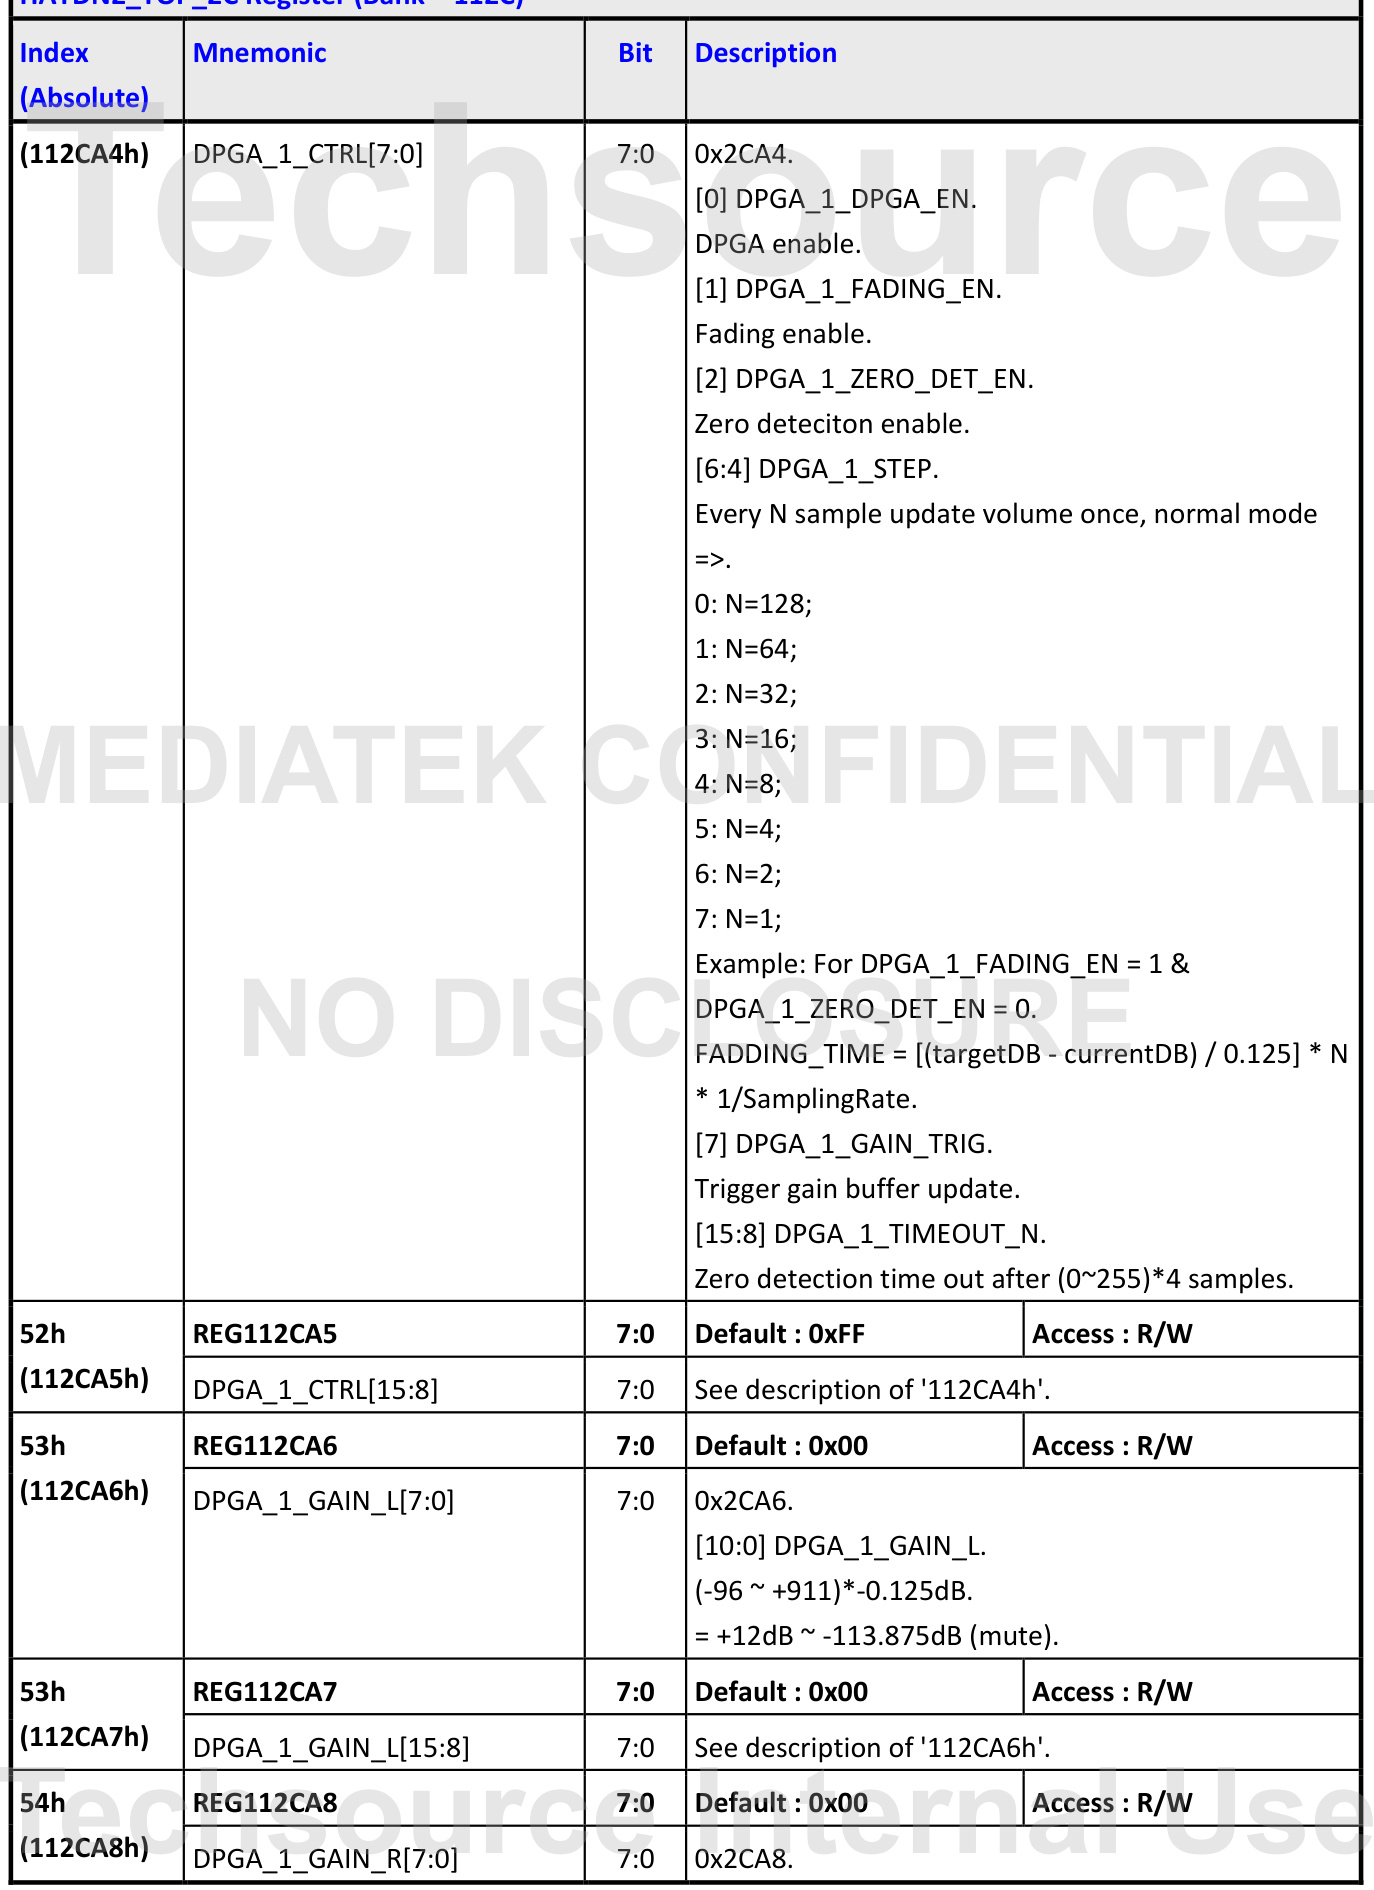 HAYDN2_TOP_2C Register (Bank = 112C)
Index Mnemonic Bit Description
(Absolute)
(112CA4h) DPGA_1_CTRL[7:0] 7:0 0x2CA4.
[0] DPGA_1_DPGA_EN.
DPGA enable.
[1] DPGA_1_FADING_EN.
Fading enable.
[2] DPGA_1_ZERO_DET_EN.
Zero deteciton enable.
[6:4] DPGA_1_STEP.
Every N sample update volume once, normal mode
=>.
0: N=128;
1: N=64;
2: N=32;
3: N=16;
4: N=8;
5: N=4;
6: N=2;
7: N=1;
Example: For DPGA_1_FADING_EN = 1 &
DPGA_1_ZERO_DET_EN = 0.
FADDING_TIME = [(targetDB - currentDB) / 0.125] * N
* 1/SamplingRate.
[7] DPGA_1_GAIN_TRIG.
Trigger gain buffer update.
[15:8] DPGA_1_TIMEOUT_N.
Zero detection time out after (0~255)*4 samples.
52h REG112CA5 7:0 Default : 0xFF Access : R/W
(112CA5h) DPGA_1_CTRL[15:8] 7:0 See description of '112CA4h'.
53h REG112CA6 7:0 Default : 0x00 Access : R/W
(112CA6h) DPGA_1_GAIN_L[7:0] 7:0 0x2CA6.
[10:0] DPGA_1_GAIN_L.
(-96 ~ +911)*-0.125dB.
= +12dB ~ -113.875dB (mute).
53h REG112CA7 7:0 Default : 0x00 Access : R/W
(112CA7h) DPGA_1_GAIN_L[15:8] 7:0 See description of '112CA6h'.
54h REG112CA8 7:0 Default : 0x00 Access : R/W
(112CA8h) DPGA_1_GAIN_R[7:0] 7:0 0x2CA8.
Techsource
MEDIATEK CONFIDENTIAL
NO DISCLOSURE
Techsource Internal Use